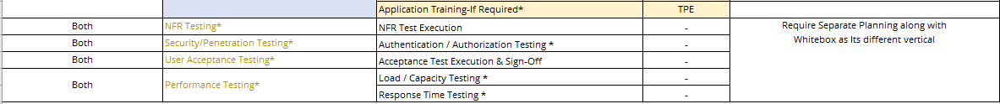 Application Training-If Required* TPE
Both NFR Testing* NFR Test Execution - Require Separate Planning along with
Both Security/Penetration Testing* Authentication / Authorization Testing * - Whitebox as Its different vertical
Both User Acceptance Testing* Acceptance Test Execution & Sign-Off -
Both Performance Testing* Load / Capacity Testing * -
Response Time Testing * -